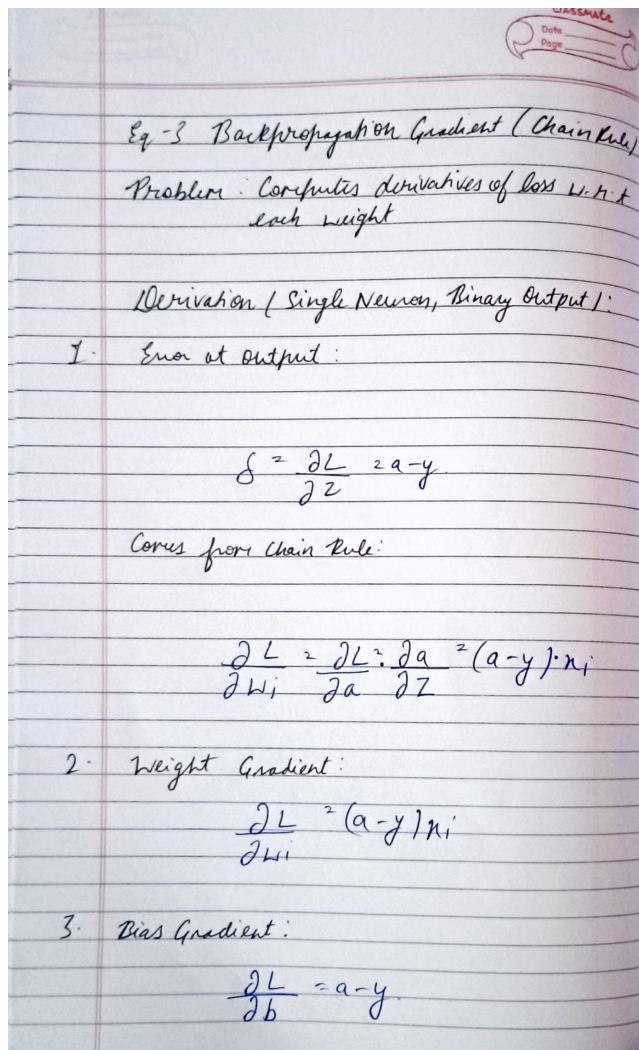 classmate
Date
Page
Eq-3 Backpropagation Gradient (Chain Rule)
Problem : Computes derivatives of loss w.r.t
each weight
Derivation (Single Neuron, Binary Output):
1. Error at output :
δ = ∂L/∂Z = a-y
Comes from Chain Rule:
∂L/∂wi = ∂L/∂a · ∂a/∂Z = (a-y)·xi
2. Weight Gradient :
∂L/∂wi = (a-y)xi
3. Bias Gradient :
∂L/∂b = a-y